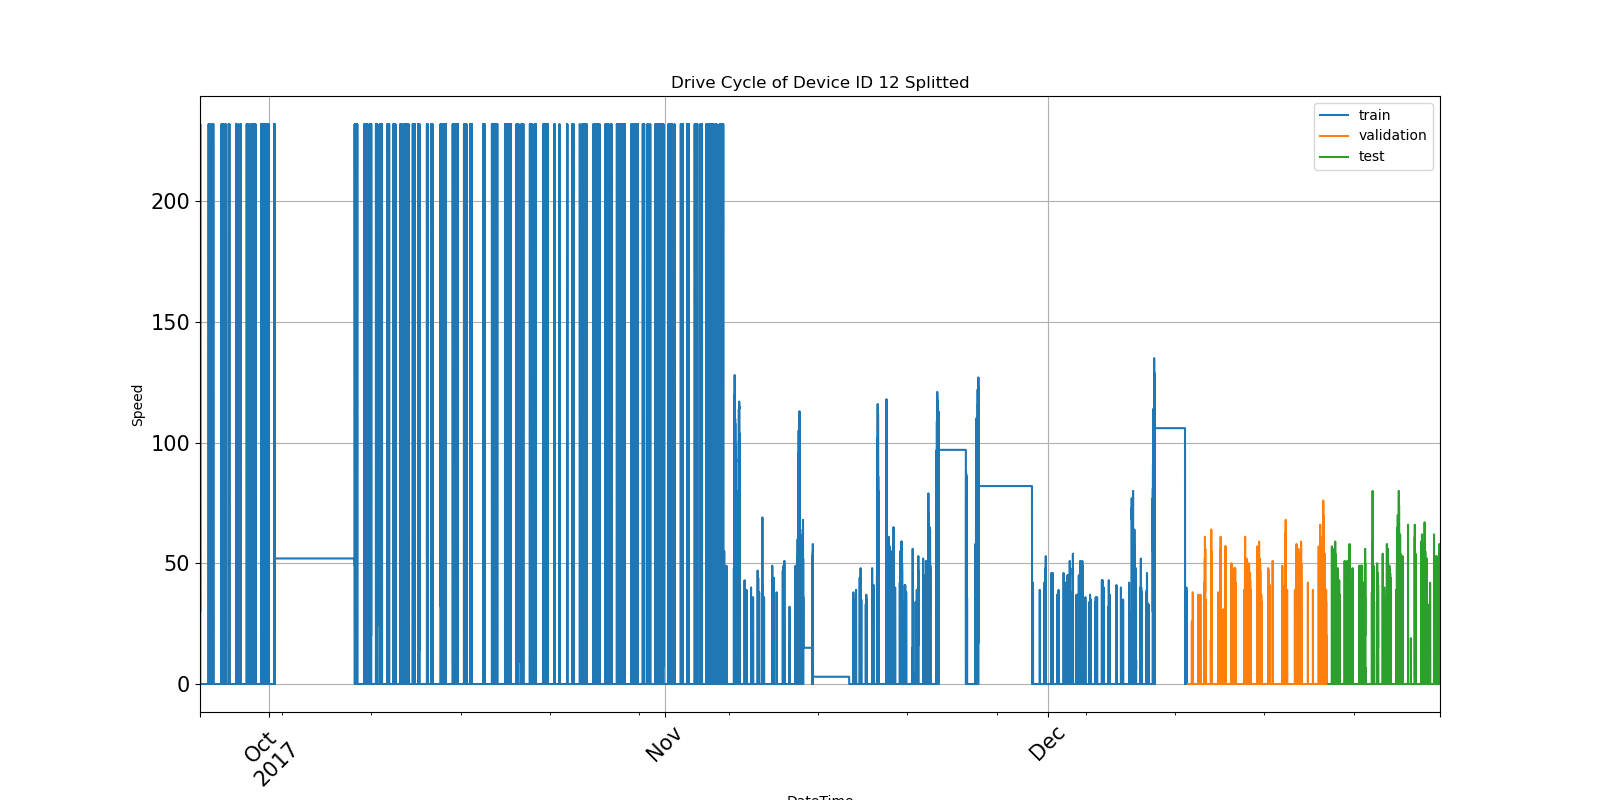 Drive Cycle of Device ID 12 Splitted
train
validation
test
200
150
100
50
0
Speed
Oct
2017
Nov
Dec
DateTime